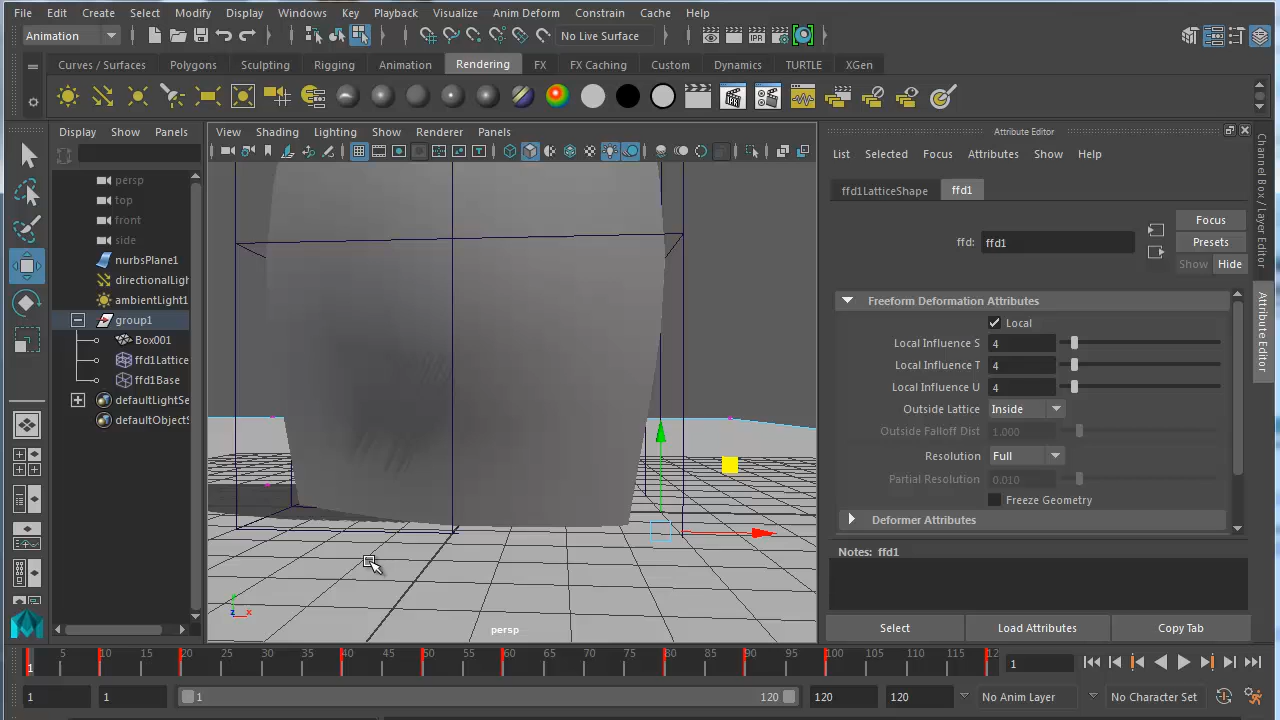 File Edit Create Select Modify Display Windows Key Playback Visualize Anim Deform Constrain Cache Help
Animation No Live Surface IPR
Curves / Surfaces Polygons Sculpting Rigging Animation Rendering FX FX Caching Custom Dynamics TURTLE XGen
Display Show Panels
View Shading Lighting Show Renderer Panels
Attribute Editor
List Selected Focus Attributes Show Help
persp
top
front
side
nurbsPlane1
directionalLigh
ambientLight1
group1
Box001
ffd1Lattice
ffd1Base
defaultLightSe
defaultObjectS
persp
y
z x
ffd1LatticeShape ffd1
Focus
ffd: ffd1 Presets
Show Hide
Freeform Deformation Attributes
Local
Local Influence S 4
Local Influence T 4
Local Influence U 4
Outside Lattice Inside
Outside Falloff Dist 1.000
Resolution Full
Partial Resolution 0.010
Freeze Geometry
Deformer Attributes
Notes: ffd1
Select Load Attributes Copy Tab
Channel Box / Layer Editor
Attribute Editor
1 5 10 15 20 25 30 35 40 45 50 55 60 65 70 75 80 85 90 95 100 105 110 115 12 1
1 1 1 120 120 120 No Anim Layer No Character Set